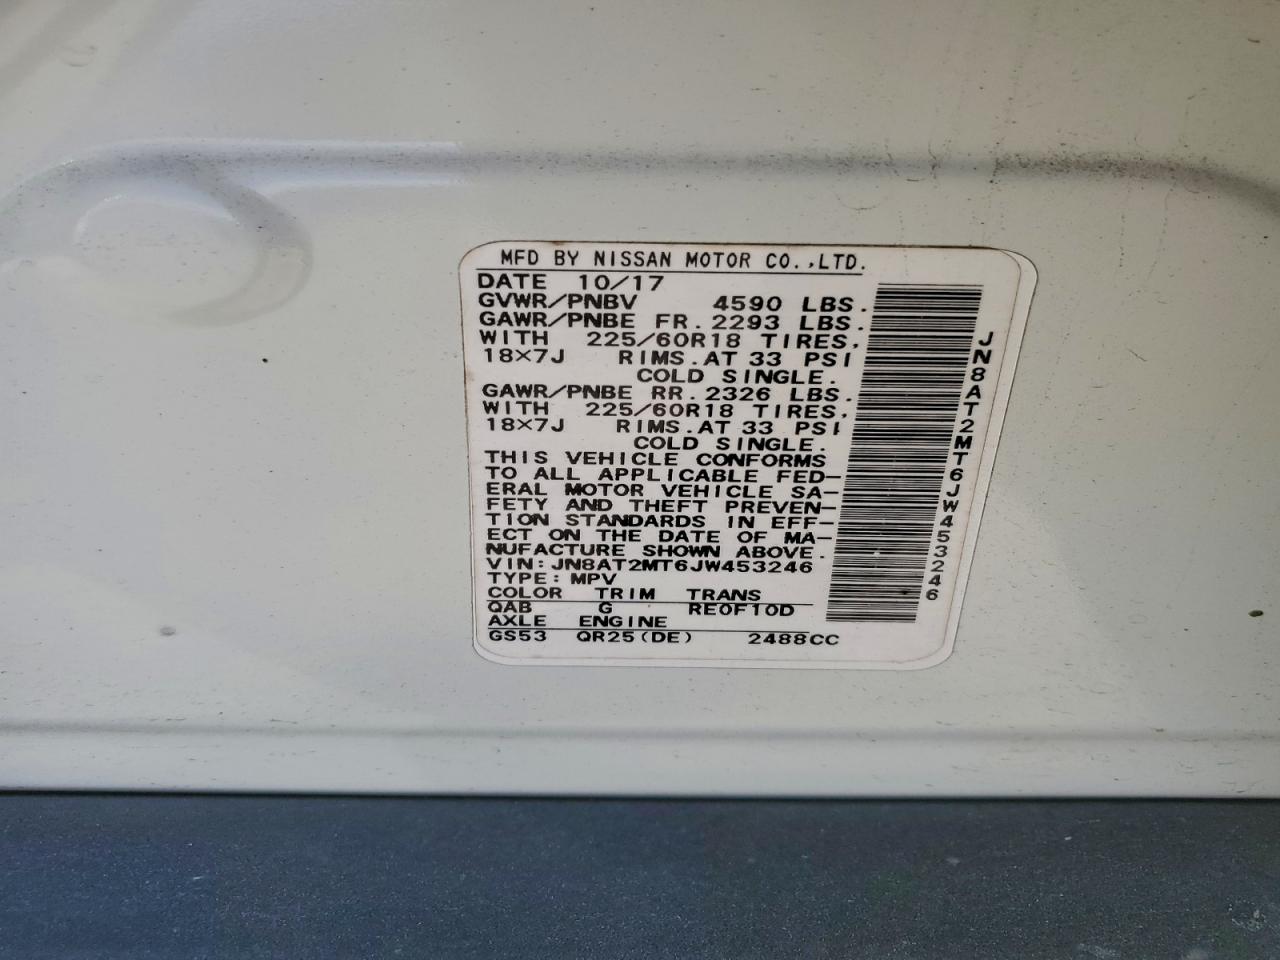 MFD BY NISSAN MOTOR CO.,LTD.
DATE 10/17
GVWR/PNBV 4590 LBS.
GAWR/PNBE FR. 2293 LBS.
WITH 225/60R18 TIRES,
18×7J RIMS.AT 33 PSI
COLD SINGLE.
GAWR/PNBE RR. 2326 LBS.
WITH 225/60R18 TIRES,
18×7J RIMS.AT 33 PSI
COLD SINGLE.
THIS VEHICLE CONFORMS
TO ALL APPLICABLE FED-
ERAL MOTOR VEHICLE SA-
FETY AND THEFT PREVEN-
TION STANDARDS IN EFF-
ECT ON THE DATE OF MA-
NUFACTURE SHOWN ABOVE.
VIN: JN8AT2MT6JW453246
TYPE: MPV
COLOR TRIM TRANS
QAB G RE0F10D
AXLE ENGINE
GS53 QR25(DE) 2488CC
JN8AT2MT6JW453246